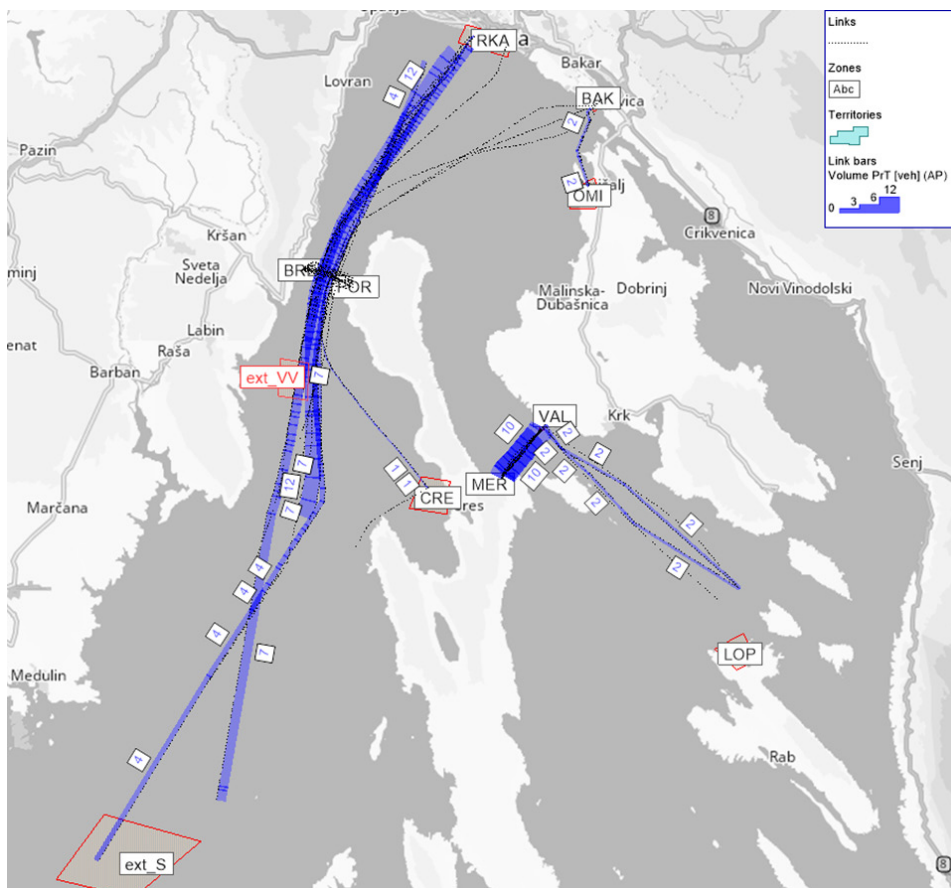 RKA
Bakar
Lovran
12
4
BAK
2
Pazin
2
OMI
Kršan
8
Crikvenica
Sveta
Nedelja
POR
Malinska-
Dubašnica
Dobrinj
Novi Vinodolski
Labin
Raša
Barban
ext_VV
7
VAL
Krk
10
2
2
2
2
10
MER
Senj
7
12
7
1
1
CRE
2
2
Marčana
4
4
2
4
7
LOP
Medulin
4
Rab
ext_S
8
Links
Zones
Abc
Territories
Link bars
Volume PrT [veh] (AP)
0 3 6 12